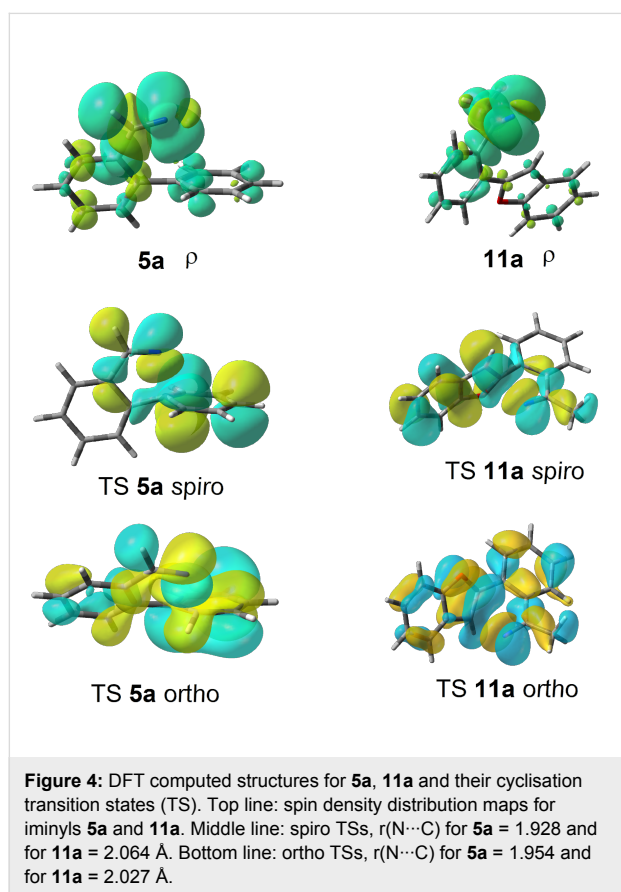 5a ρ
11a ρ
TS 5a spiro
TS 11a spiro
TS 5a ortho
TS 11a ortho
Figure 4: DFT computed structures for 5a, 11a and their cyclisation
transition states (TS). Top line: spin density distribution maps for
iminyls 5a and 11a. Middle line: spiro TSs, r(N···C) for 5a = 1.928 and
for 11a = 2.064 Å. Bottom line: ortho TSs, r(N···C) for 5a = 1.954 and
for 11a = 2.027 Å.